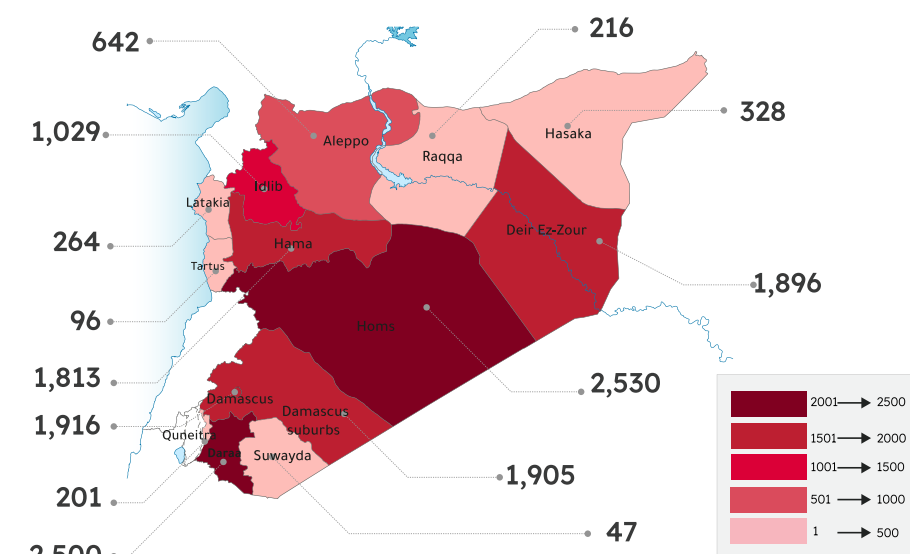 642
216
328
Aleppo
1,029
Hasaka
Raqqa
Idlib
Latakia
264
Hama
Deir Ez-Zour
Tartus
1,896
96
Homs
1,813
2,530
Damascus
1,916
Damascus
suburbs
Quneitra
Daraa
Suwayda
201
1,905
47
2,500
2001 2500
1501 2000
1001 1500
501 1000
1 500